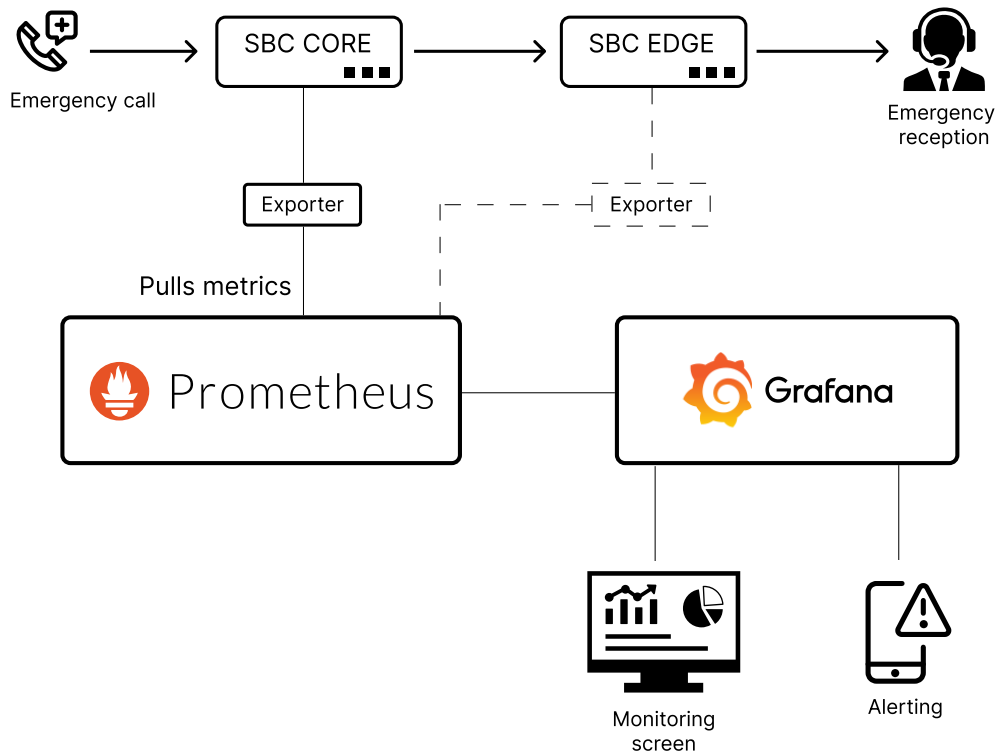 SBC CORE
SBC EDGE
Emergency call
Emergency
reception
Exporter
Exporter
Pulls metrics
Prometheus
Grafana
Monitoring
screen
Alerting